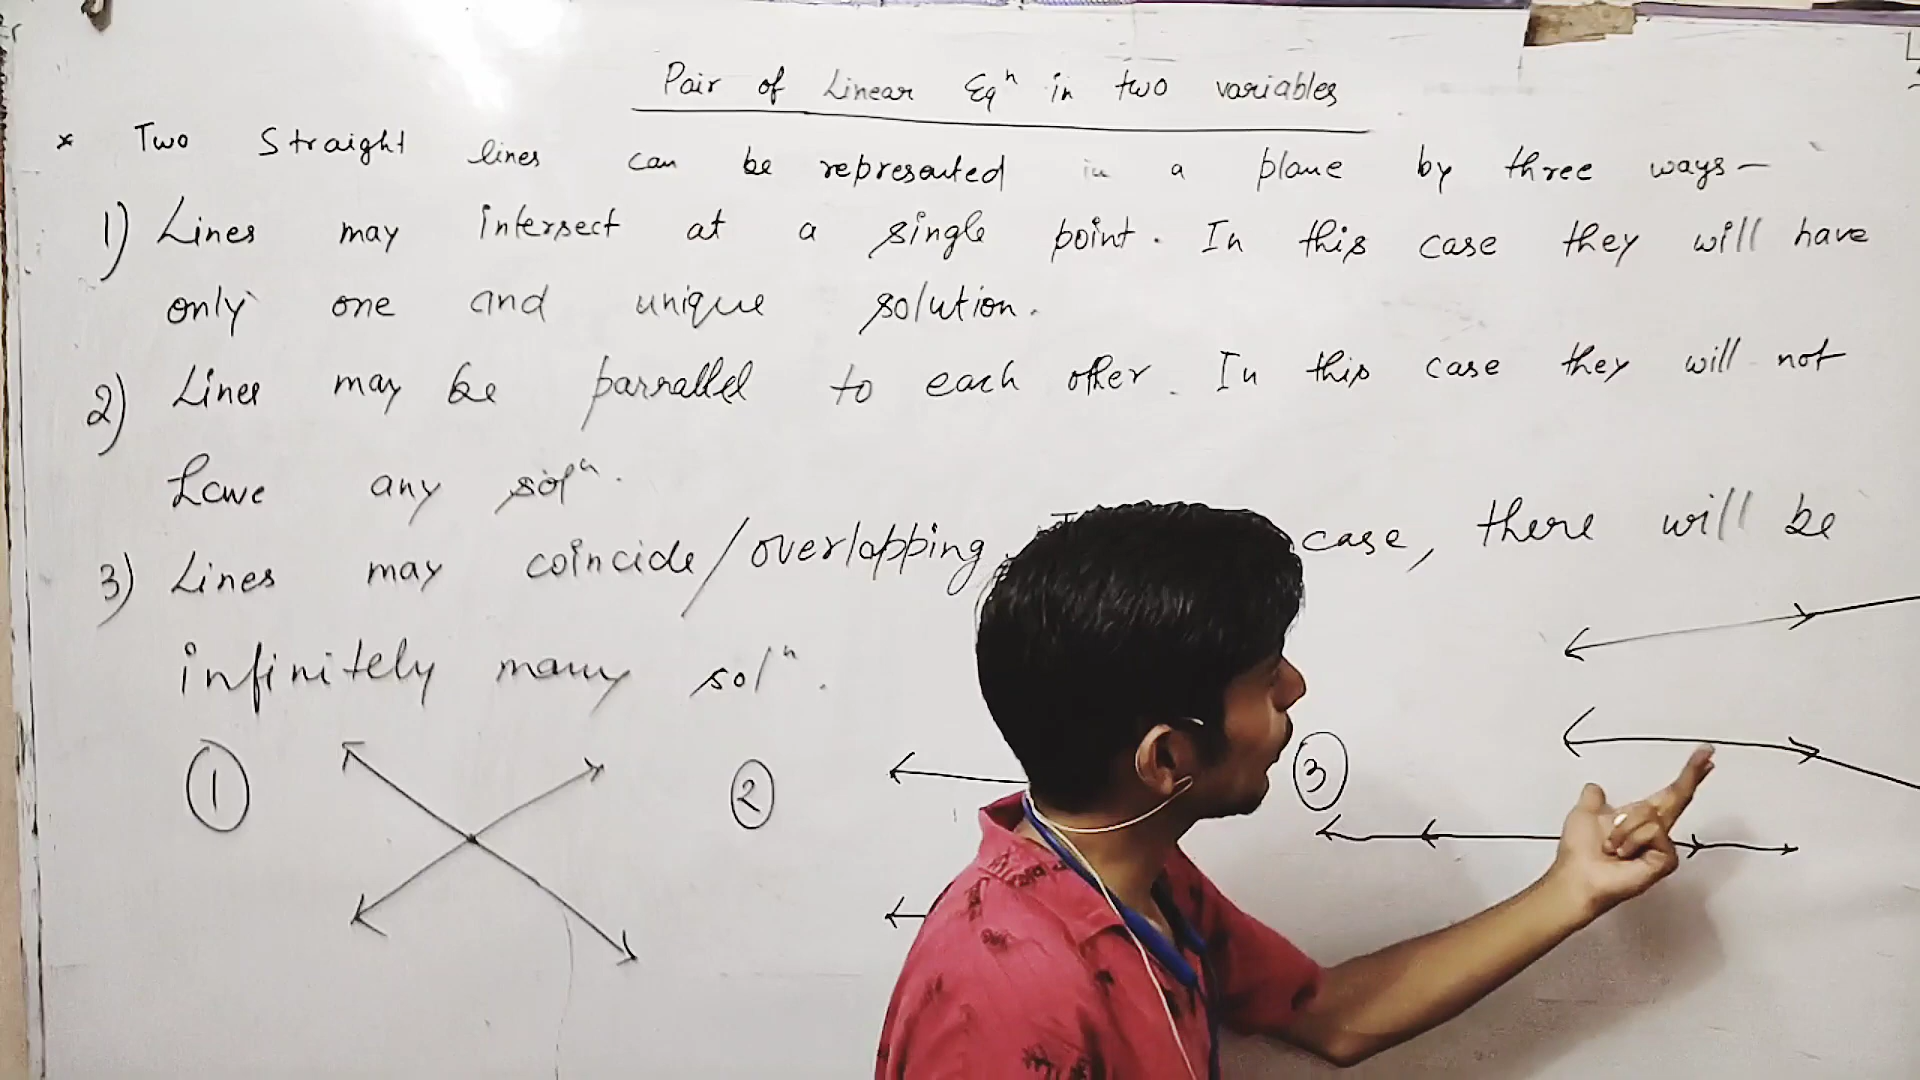 Pair of Linear Eqⁿ in two variables
* Two Straight lines can be represented in a plane by three ways –
1) Lines may intersect at a single point. In this case they will have
only one and unique solution.
2) Lines may be parrallel to each other. In this case they will not
have any solⁿ.
3) Lines may coincide/overlapping. case, there will be
infinitely many solⁿ.
1 2 3